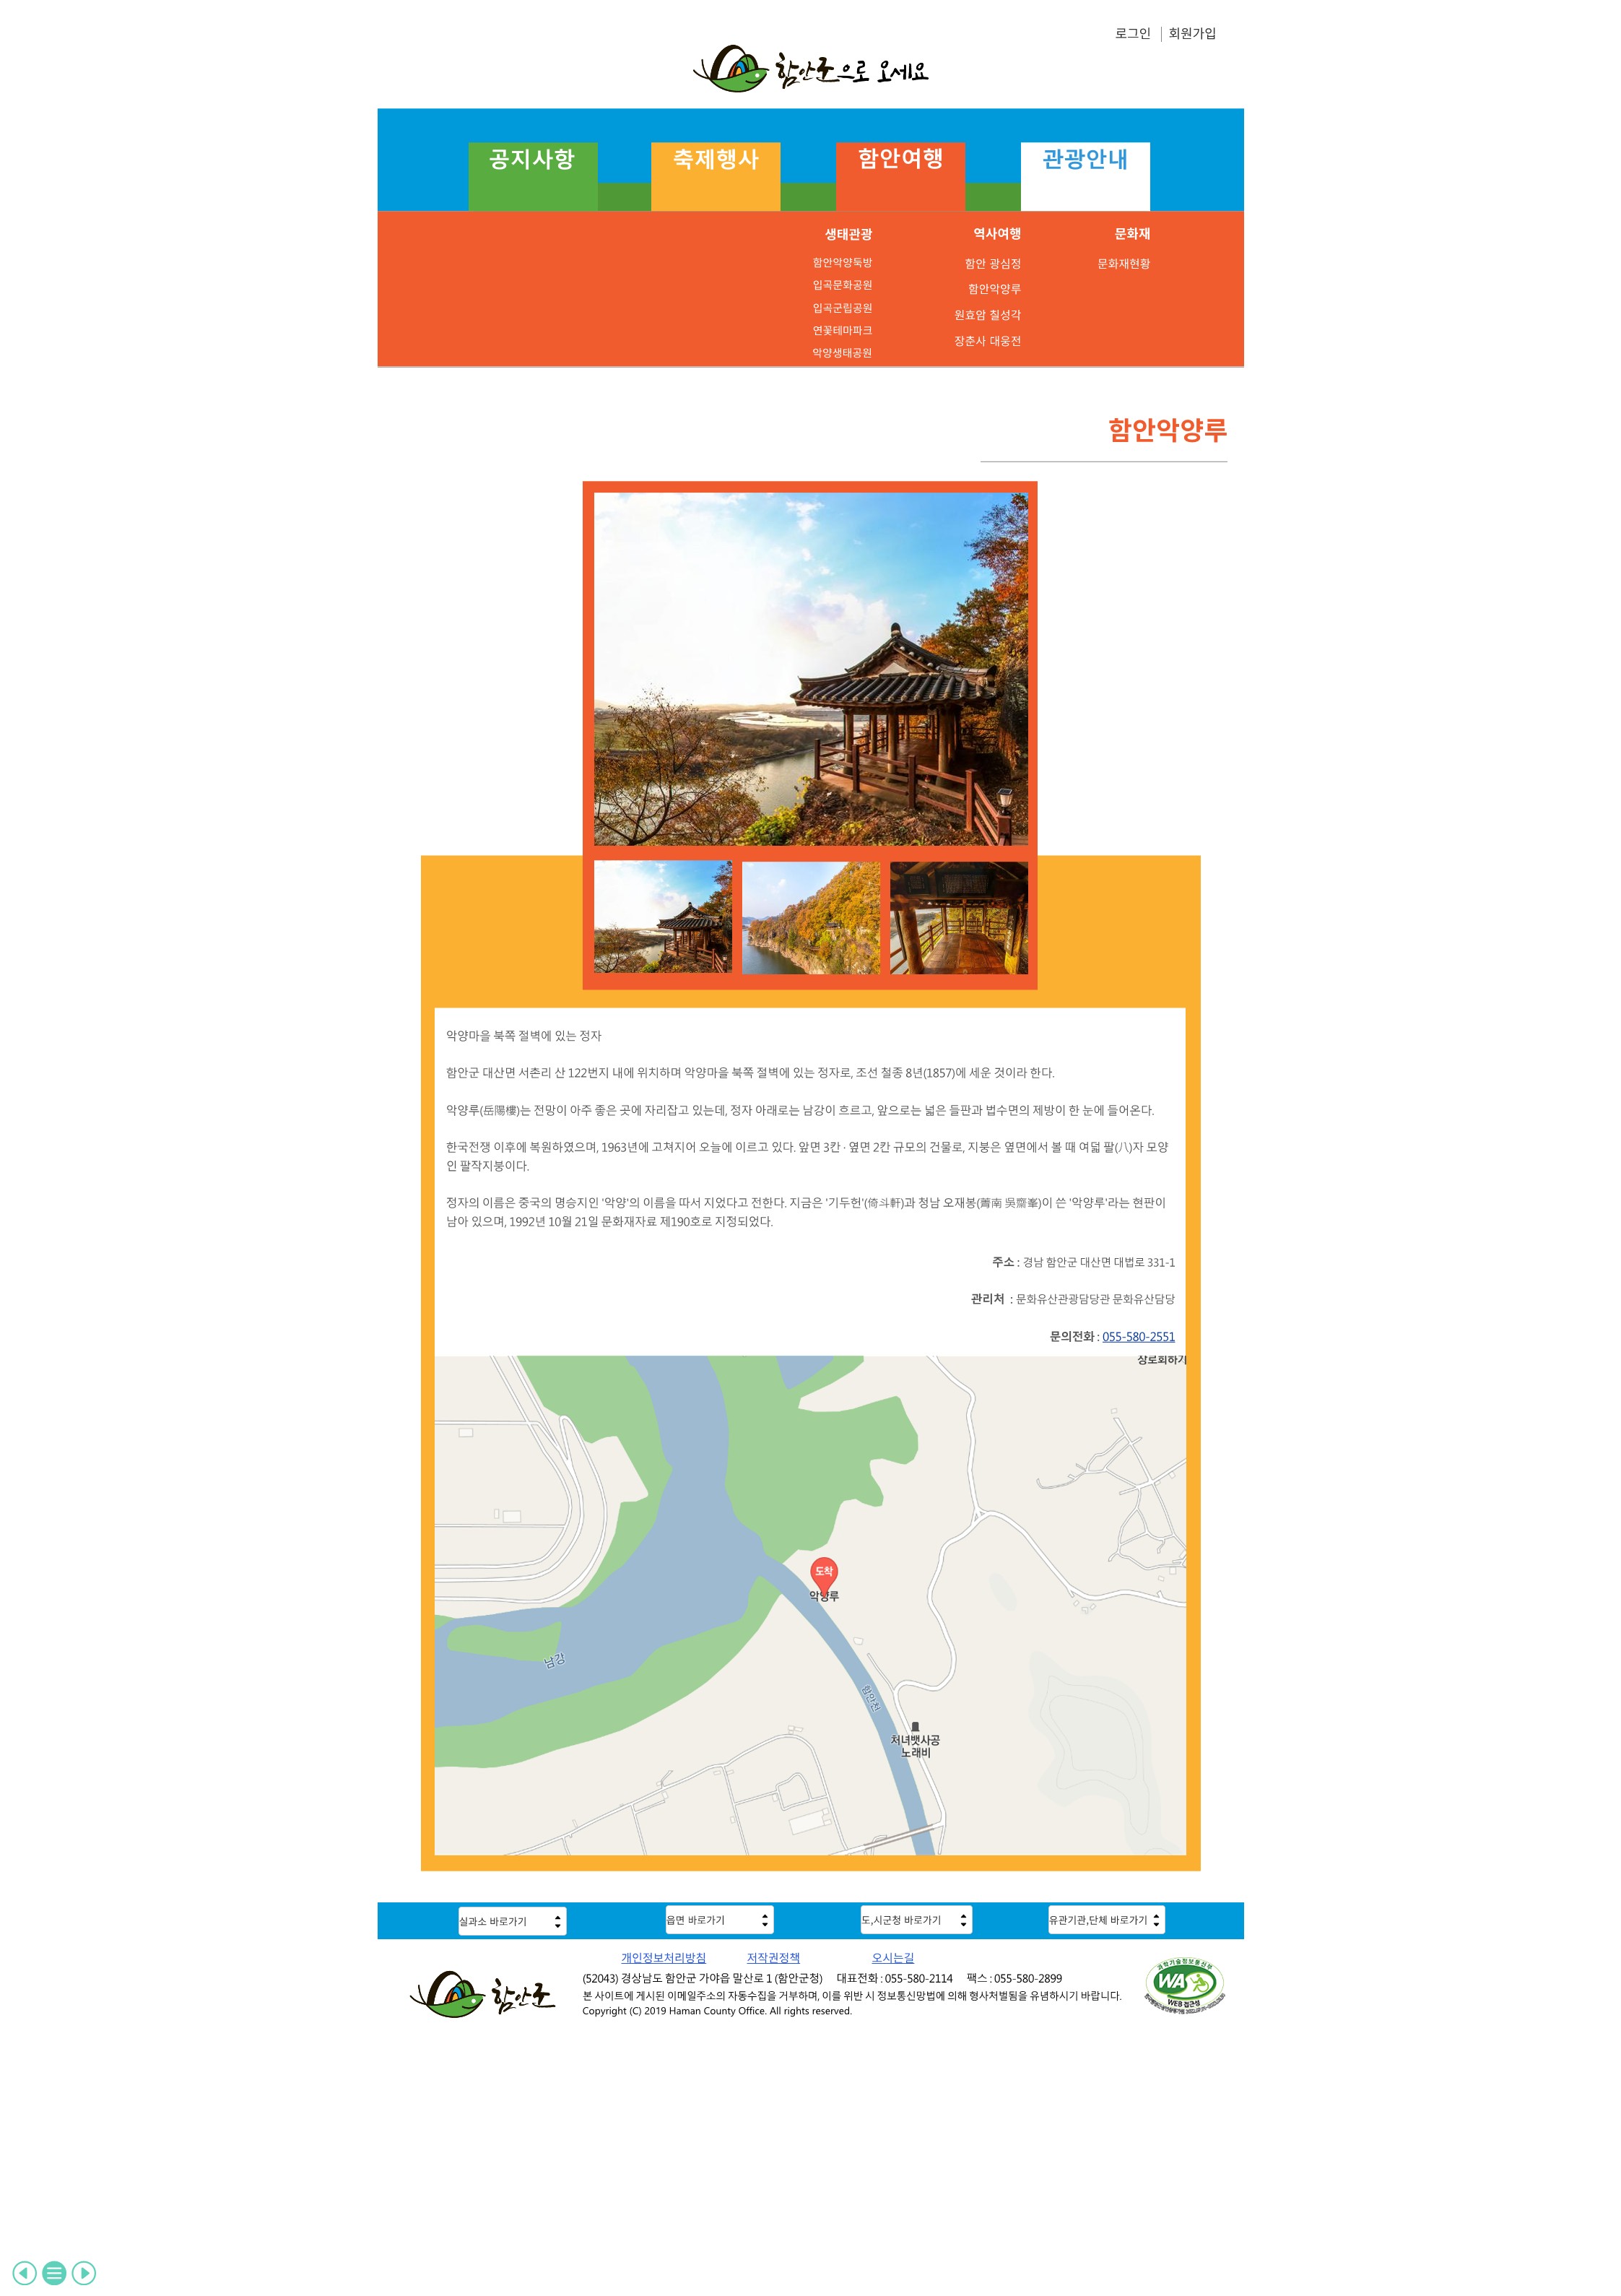 로그인 회원가입
함안군으로 오세요
공지사항 축제행사 함안여행 관광안내
생태관광 역사여행 문화재
함안악양둑방 함안 광심정 문화재현황
입곡문화공원 함안악양루
입곡군립공원 원효암 칠성각
연꽃테마파크 장춘사 대웅전
악양생태공원
함안악양루
악양마을 북쪽 절벽에 있는 정자
함안군 대산면 서촌리 산 122번지 내에 위치하며 악양마을 북쪽 절벽에 있는 정자로, 조선 철종 8년(1857)에 세운 것이라 한다.
악양루(岳陽樓)는 전망이 아주 좋은 곳에 자리잡고 있는데, 정자 아래로는 남강이 흐르고, 앞으로는 넓은 들판과 법수면의 제방이 한 눈에 들어온다.
한국전쟁 이후에 복원하였으며, 1963년에 고쳐지어 오늘에 이르고 있다. 앞면 3칸 · 옆면 2칸 규모의 건물로, 지붕은 옆면에서 볼 때 여덟 팔(八)자 모양
인 팔작지붕이다.
정자의 이름은 중국의 명승지인 '악양'의 이름을 따서 지었다고 전한다. 지금은 '기두헌'(倚斗軒)과 청남 오재봉(菁南 吳齋峯)이 쓴 '악양루'라는 현판이
남아 있으며, 1992년 10월 21일 문화재자료 제190호로 지정되었다.
주소 : 경남 함안군 대산면 대법로 331-1
관리처 : 문화유산관광담당관 문화유산담당
문의전화 : 055-580-2551
장로회하기
도착
악양루
남강
함안천
처녀뱃사공
노래비
실과소 바로가기 읍면 바로가기 도,시군청 바로가기 유관기관,단체 바로가기
개인정보처리방침 저작권정책 오시는길
(52043) 경상남도 함안군 가야읍 말산로 1 (함안군청) 대표전화 : 055-580-2114 팩스 : 055-580-2899
본 사이트에 게시된 이메일주소의 자동수집을 거부하며, 이를 위반 시 정보통신망법에 의해 형사처벌됨을 유념하시기 바랍니다.
Copyright (C) 2019 Haman County Office. All rights reserved.
함안군
과학기술정보통신부
WA
WEB 접근성